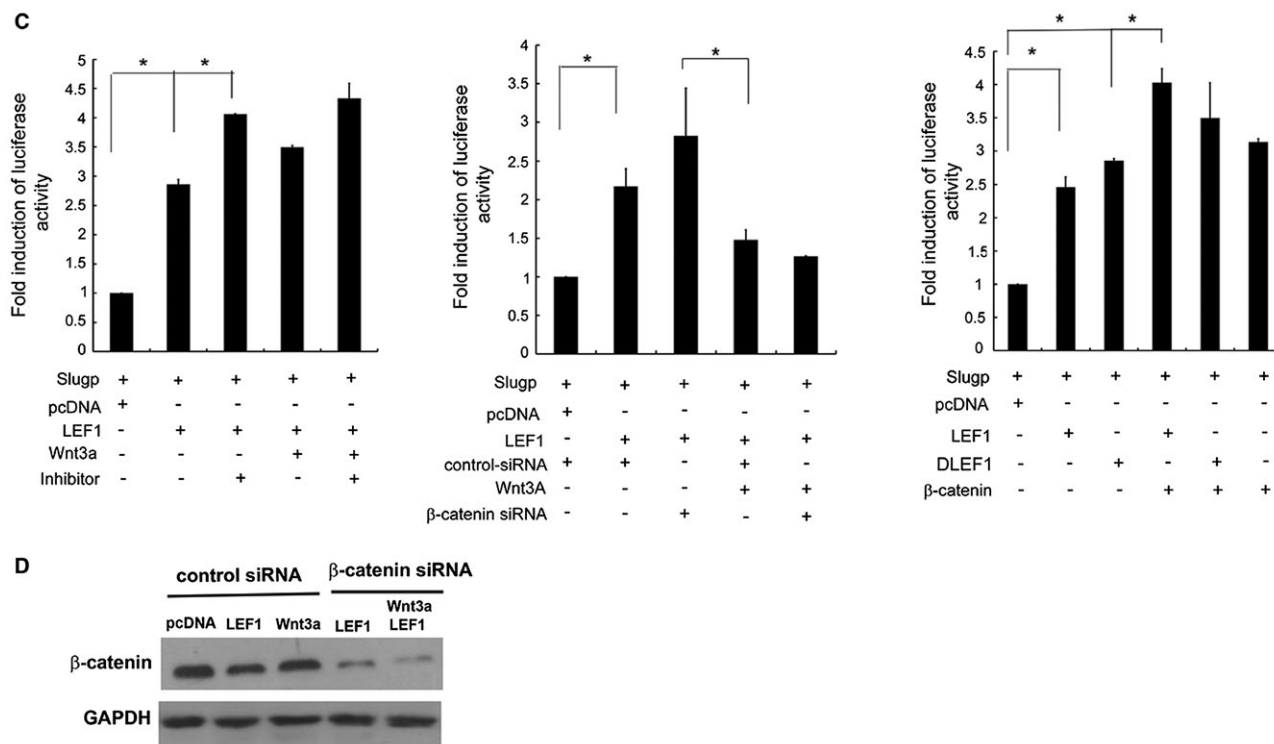 C
Fold induction of luciferase
activity
5
4.5
4
3.5
3
2.5
2
1.5
1
0.5
* *
Slugp + + + + +
pcDNA + - - - -
LEF1 - + + + +
Wnt3a - - - + +
Inhibitor - - + - +
Fold induction of luciferase
activity
4
3.5
3
2.5
2
1.5
1
0.5
* *
Slugp + + + + +
pcDNA + - - - -
LEF1 - + + + +
control-siRNA + + - + -
Wnt3A - - - + +
β-catenin siRNA - - + - +
Fold induction of luciferase
activity
4.5
4
3.5
3
2.5
2
1.5
1
0.5
0
* * *
Slugp + + + + + +
pcDNA + - - - - -
LEF1 - + - + - -
DLEF1 - - + - + -
β-catenin - - - + + +
D
control siRNA β-catenin siRNA
pcDNA LEF1 Wnt3a LEF1 Wnt3a
LEF1
β-catenin
GAPDH